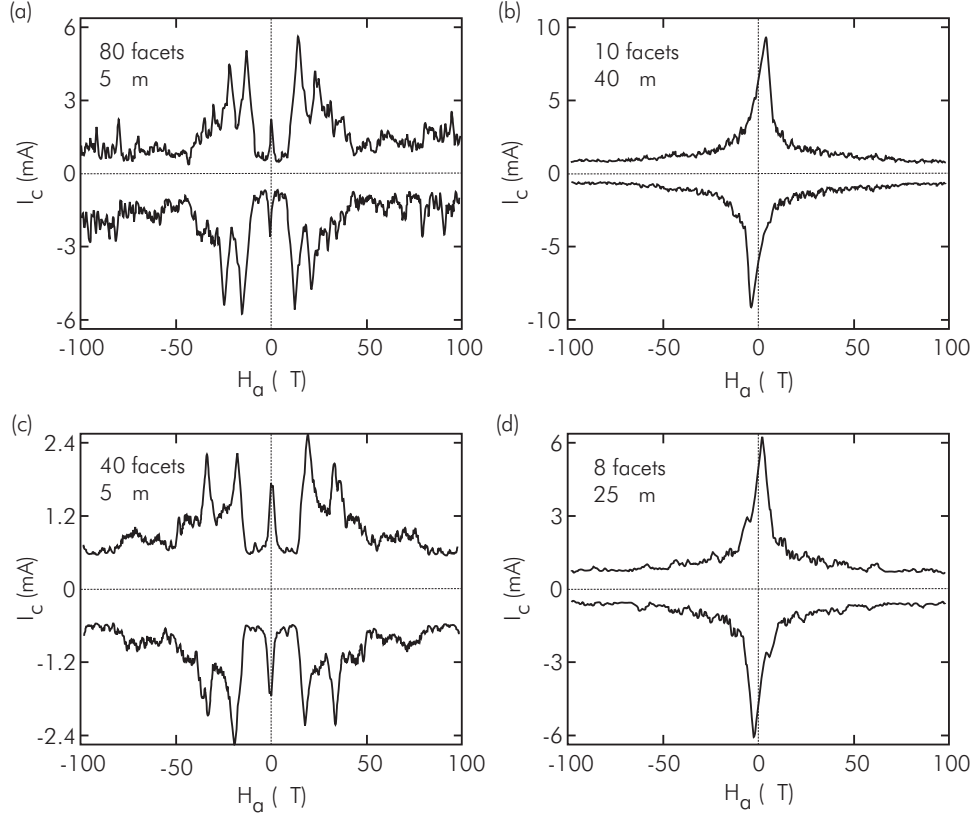 (a)
80 facets
5 m
6
3
0
-3
-6
I_c (mA)
-100 -50 0 50 100
H_a ( T)
(b)
10 facets
40 m
10
5
0
-5
-10
I_c (mA)
-100 -50 0 50 100
H_a ( T)
(c)
40 facets
5 m
2.4
1.2
0
-1.2
-2.4
I_c (mA)
-100 -50 0 50 100
H_a ( T)
(d)
8 facets
25 m
6
3
0
-3
-6
I_c (mA)
-100 -50 0 50 100
H_a ( T)